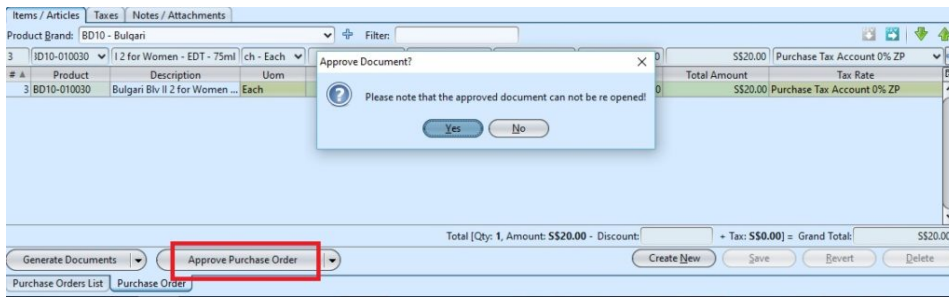 Items / Articles Taxes Notes / Attachments
Product Brand: BD10 - Bulgari Filter:
3 BD10-010030 I 2 for Women - EDT - 75ml ch - Each 0 S$20.00 Purchase Tax Account 0% ZP
# Product Description Uom Total Amount Tax Rate
3 BD10-010030 Bulgari Blv II 2 for Women ... Each 0 S$20.00 Purchase Tax Account 0% ZP
Approve Document?
Please note that the approved document can not be re opened!
Yes No
Total [Qty: 1, Amount: S$20.00 - Discount: + Tax: S$0.00] = Grand Total: S$20.00
Generate Documents Approve Purchase Order Create New Save Revert Delete
Purchase Orders List Purchase Order